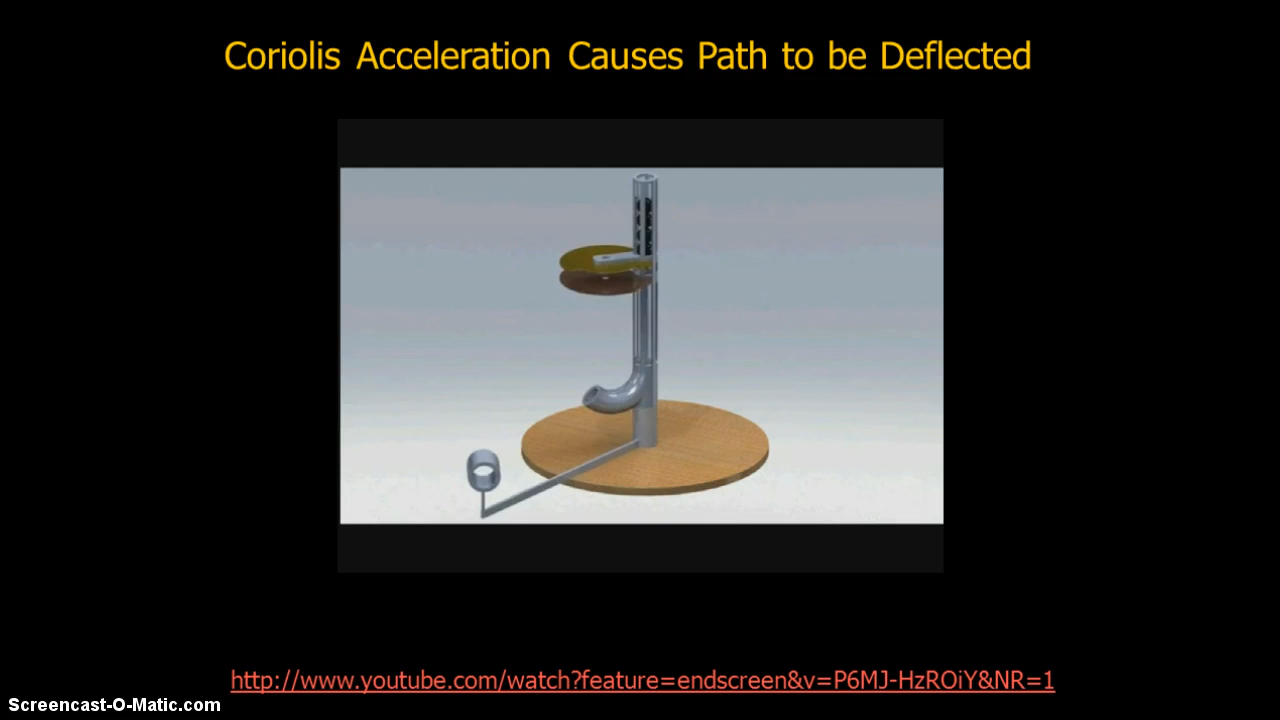 Coriolis Acceleration Causes Path to be Deflected
http://www.youtube.com/watch?feature=endscreen&v=P6MJ-HzROiY&NR=1
Screencast-O-Matic.com